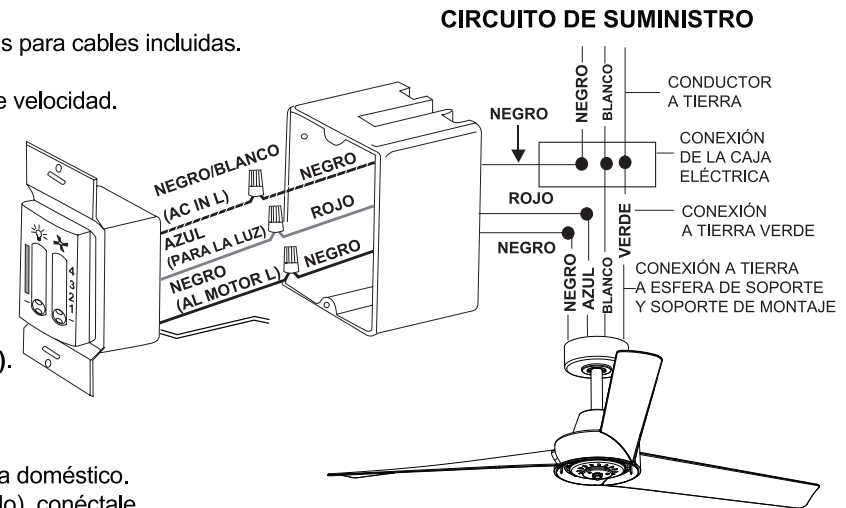 CIRCUITO DE SUMINISTRO
s para cables incluidas.
e velocidad.
NEGRO/BLANCO
(AC IN L)
NEGRO
AZUL
(PARA LA LUZ)
ROJO
NEGRO
(AL MOTOR L)
NEGRO
4
3
2
1
NEGRO
NEGRO
BLANCO
CONDUCTOR
A TIERRA
CONEXIÓN
DE LA CAJA
ELÉCTRICA
ROJO
NEGRO
VERDE
CONEXIÓN
A TIERRA VERDE
NEGRO
AZUL
BLANCO
CONEXIÓN A TIERRA
A ESFERA DE SOPORTE
Y SOPORTE DE MONTAJE
).
a doméstico.
do), conéctale